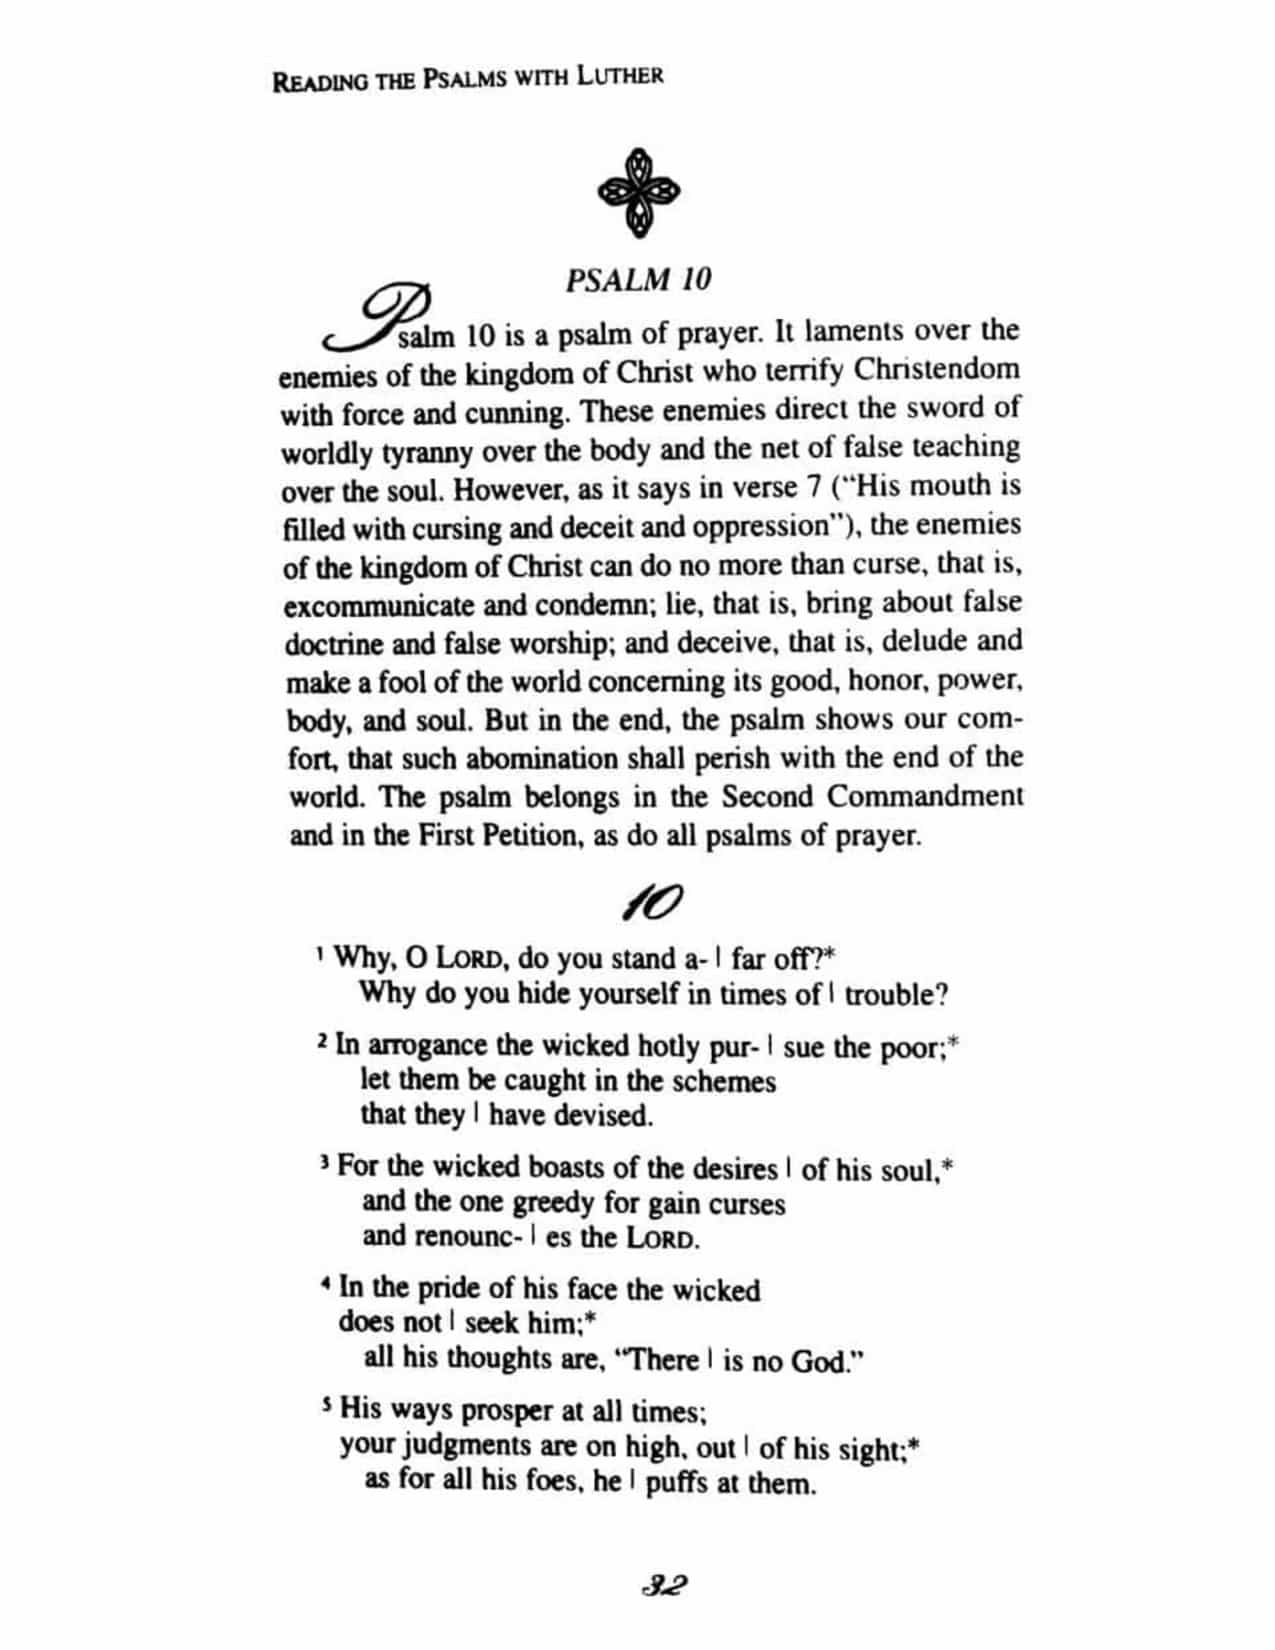 READING THE PSALMS WITH LUTHER
PSALM 10
Psalm 10 is a psalm of prayer. It laments over the
enemies of the kingdom of Christ who terrify Christendom
with force and cunning. These enemies direct the sword of
worldly tyranny over the body and the net of false teaching
over the soul. However, as it says in verse 7 (“His mouth is
filled with cursing and deceit and oppression”), the enemies
of the kingdom of Christ can do no more than curse, that is,
excommunicate and condemn; lie, that is, bring about false
doctrine and false worship; and deceive, that is, delude and
make a fool of the world concerning its good, honor, power,
body, and soul. But in the end, the psalm shows our com-
fort, that such abomination shall perish with the end of the
world. The psalm belongs in the Second Commandment
and in the First Petition, as do all psalms of prayer.
10
1 Why, O LORD, do you stand a- | far off?*
Why do you hide yourself in times of | trouble?
2 In arrogance the wicked hotly pur- | sue the poor;*
let them be caught in the schemes
that they | have devised.
3 For the wicked boasts of the desires | of his soul,*
and the one greedy for gain curses
and renounc- | es the LORD.
4 In the pride of his face the wicked
does not | seek him;*
all his thoughts are, “There | is no God.”
5 His ways prosper at all times;
your judgments are on high, out | of his sight;*
as for all his foes, he | puffs at them.
32